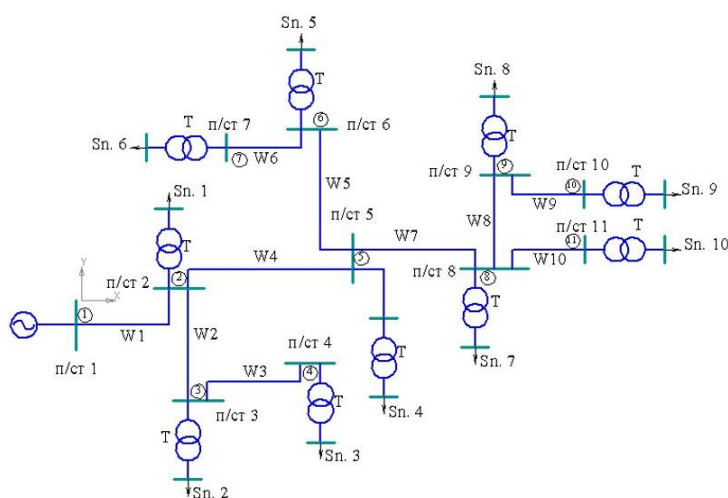 Sn. 5
Sn. 8
T
T
п/ст 7
6
п/ст 6
T
Sn. 6
7
W6
п/ст 9
9
п/ст 10
T
10
Sn. 9
W9
Sn. 1
W5
T
п/ст 5
W7
W8
п/ст 11
T
11
Sn. 10
W10
Y
X
п/ст 2
2
W4
5
п/ст 8
8
1
W1
п/ст 1
W2
T
Sn. 7
п/ст 4
4
T
W3
3
п/ст 3
T
Sn. 4
T
Sn. 3
Sn. 2